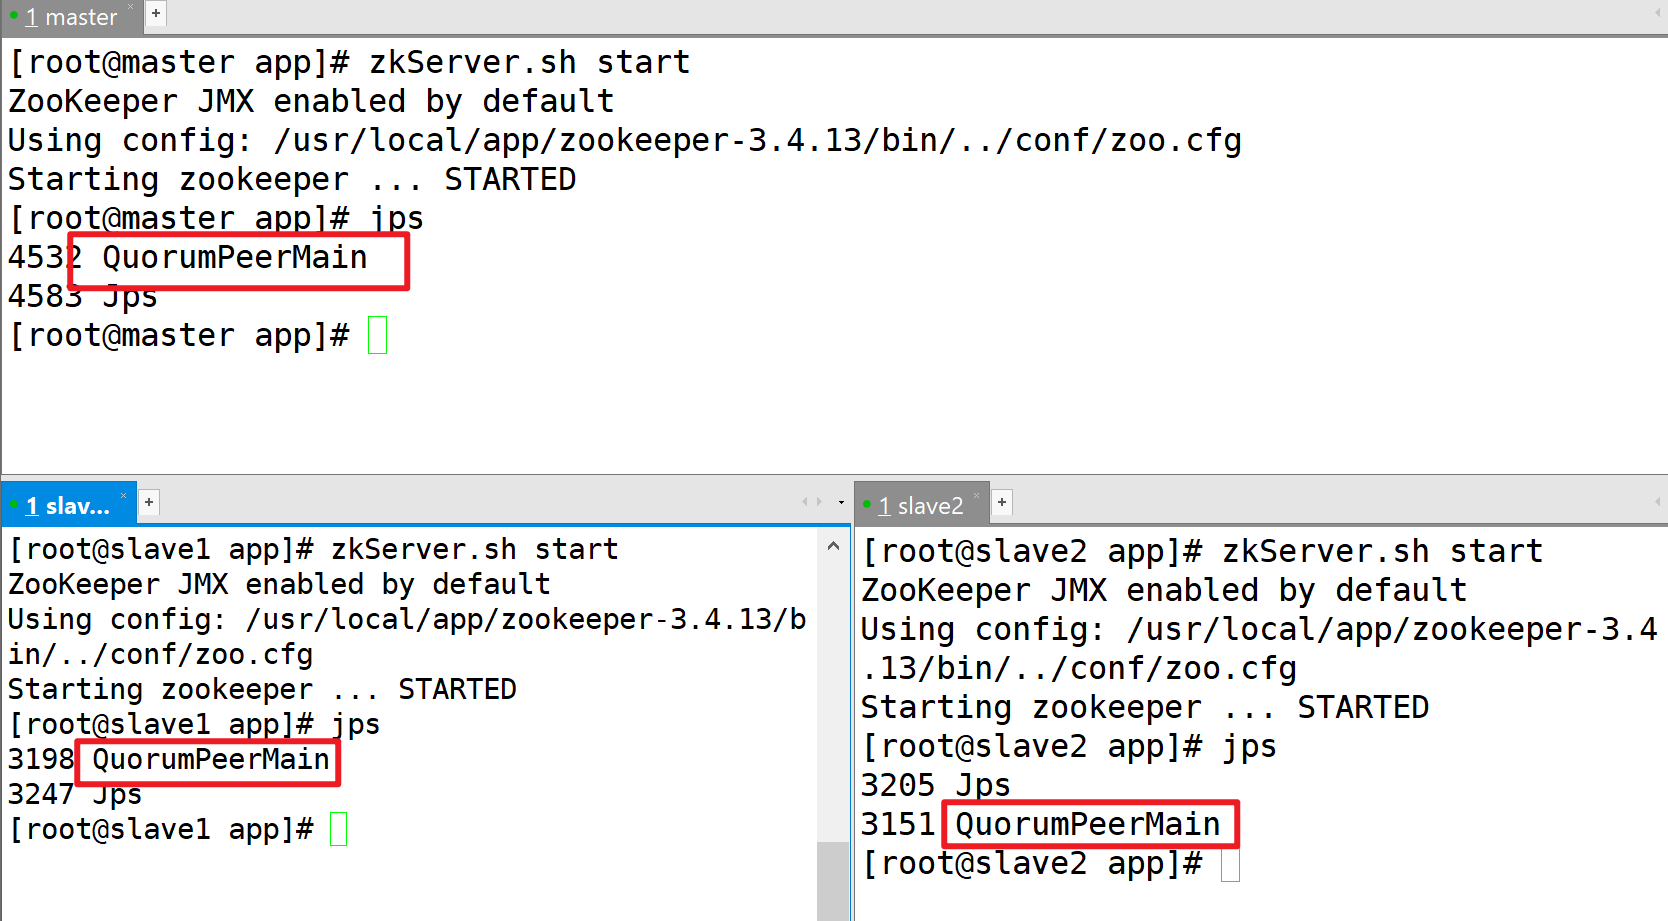 1 master
+
[root@master app]# zkServer.sh start
ZooKeeper JMX enabled by default
Using config: /usr/local/app/zookeeper-3.4.13/bin/../conf/zoo.cfg
Starting zookeeper ... STARTED
[root@master app]# jps
4532 QuorumPeerMain
4583 Jps
[root@master app]#
1 slav...
+
[root@slave1 app]# zkServer.sh start
ZooKeeper JMX enabled by default
Using config: /usr/local/app/zookeeper-3.4.13/b
in/../conf/zoo.cfg
Starting zookeeper ... STARTED
[root@slave1 app]# jps
3198 QuorumPeerMain
3247 Jps
[root@slave1 app]#
1 slave2
+
[root@slave2 app]# zkServer.sh start
ZooKeeper JMX enabled by default
Using config: /usr/local/app/zookeeper-3.4
.13/bin/../conf/zoo.cfg
Starting zookeeper ... STARTED
[root@slave2 app]# jps
3205 Jps
3151 QuorumPeerMain
[root@slave2 app]#